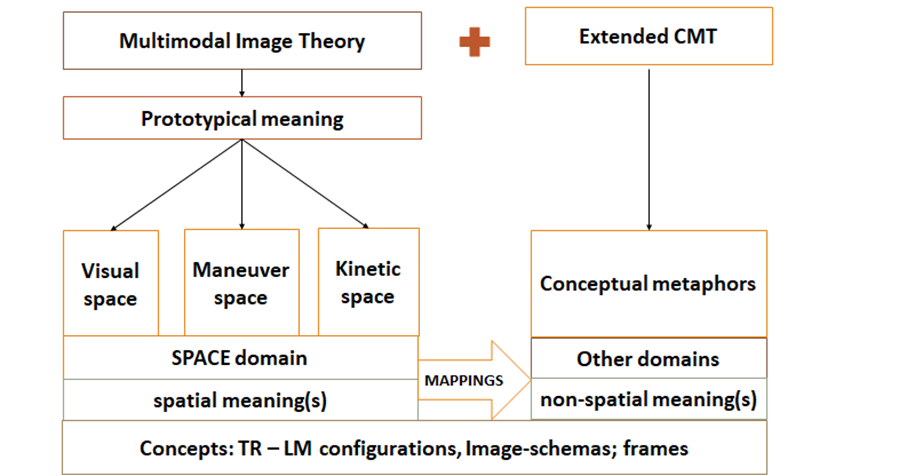 Multimodal Image Theory
Extended CMT
Prototypical meaning
Visual
space
Maneuver
space
Kinetic
space
Conceptual metaphors
SPACE domain
MAPPINGS
Other domains
spatial meaning(s)
non-spatial meaning(s)
Concepts: TR – LM configurations, Image-schemas; frames